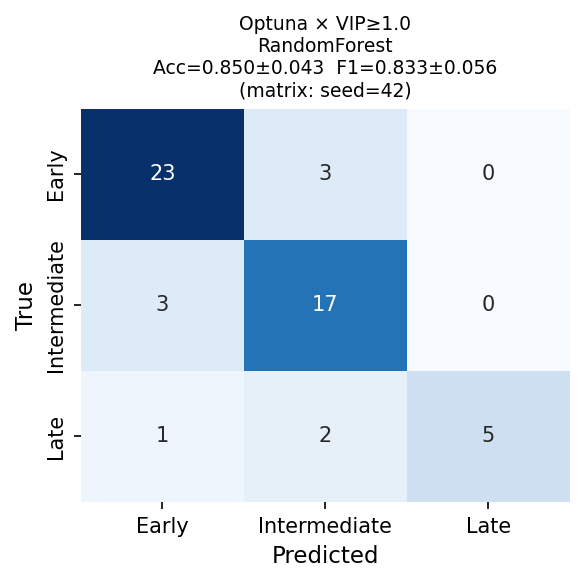 Optuna × VIP≥1.0
RandomForest
Acc=0.850±0.043  F1=0.833±0.056
(matrix: seed=42)
True
Early
23
3
0
Intermediate
3
17
0
Late
1
2
5
Early
Intermediate
Late
Predicted